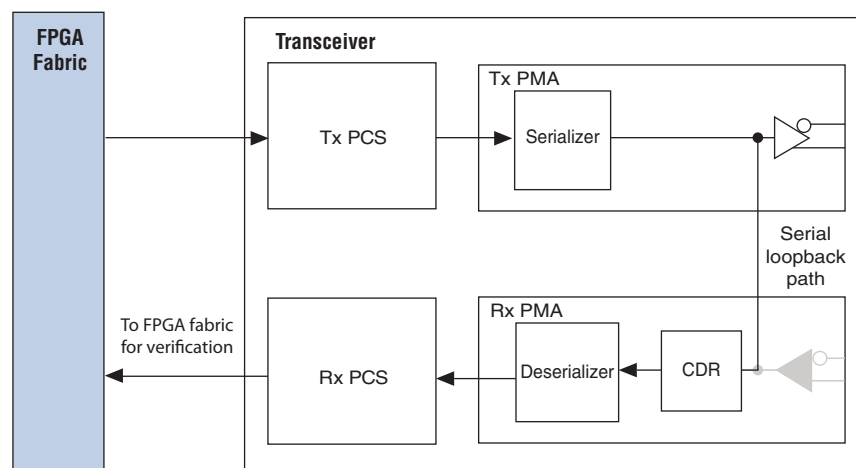 FPGA
Fabric
Transceiver
Tx PCS
Tx PMA
Serializer
Serial
loopback
path
To FPGA fabric
for verification
Rx PCS
Rx PMA
Deserializer
CDR